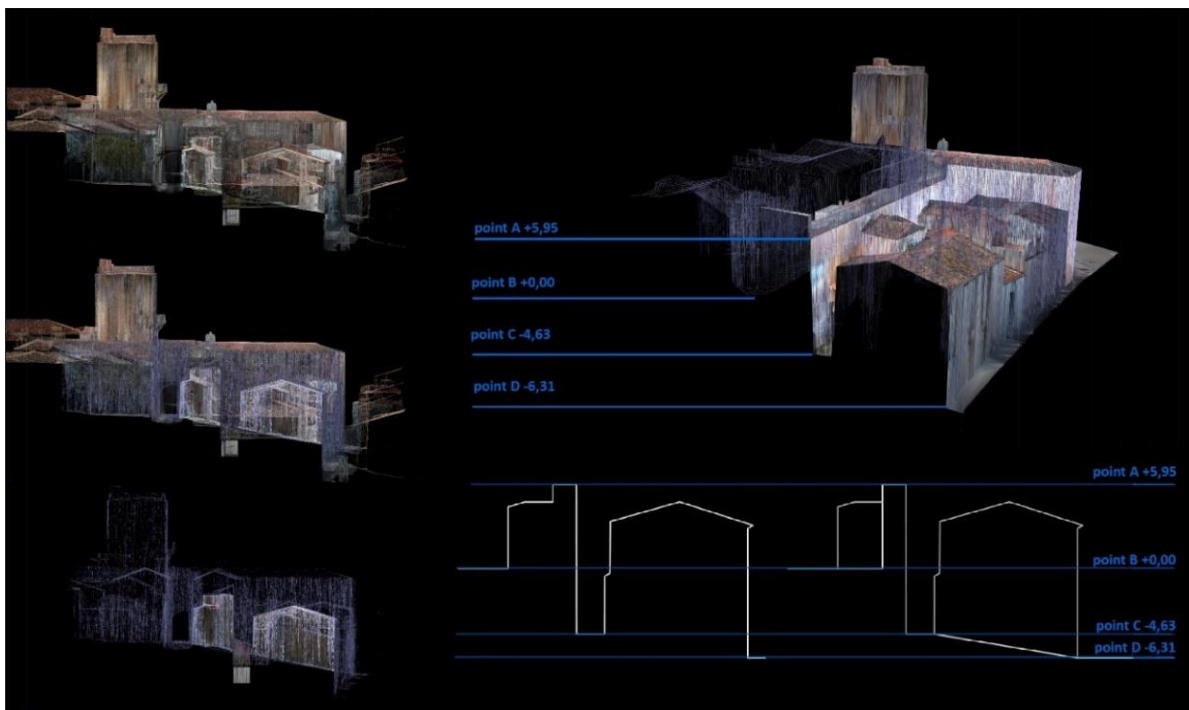 point A +5,95
point B +0,00
point C -4,63
point D -6,31
point A +5,95
point B +0,00
point C -4,63
point D -6,31